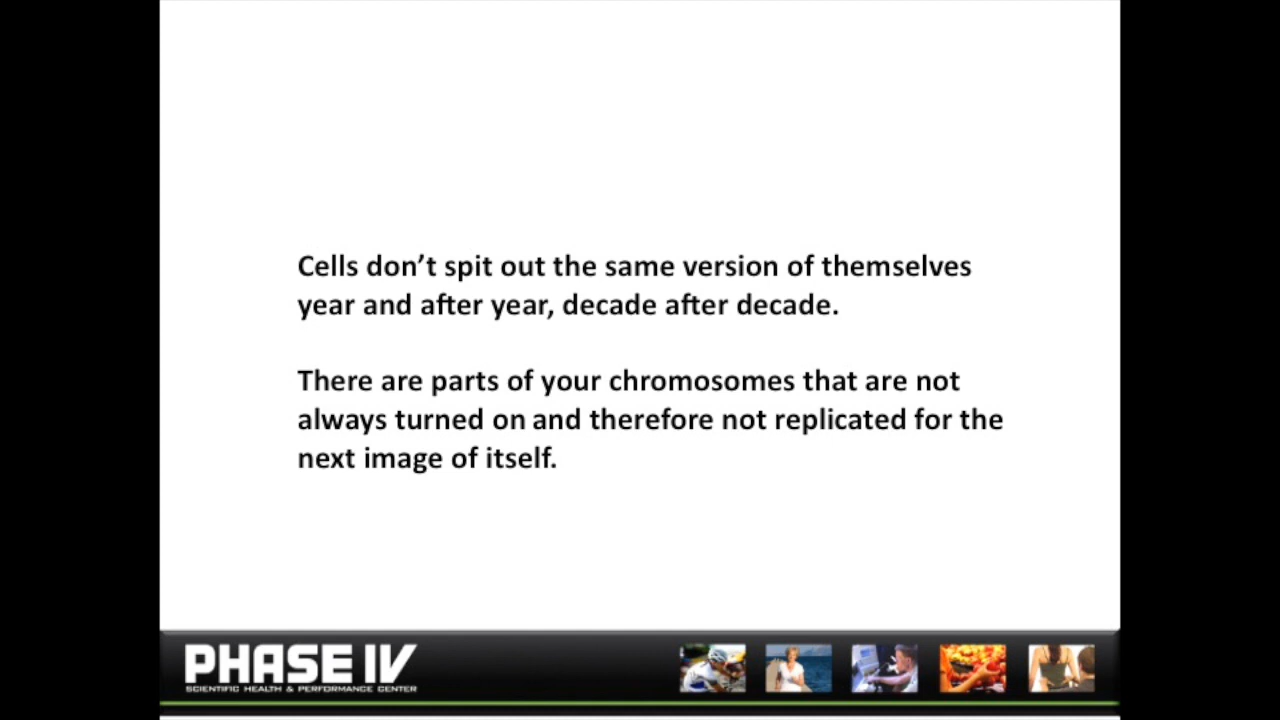 Cells don’t spit out the same version of themselves
year and after year, decade after decade.
There are parts of your chromosomes that are not
always turned on and therefore not replicated for the
next image of itself.
PHASE IV
SCIENTIFIC HEALTH & PERFORMANCE CENTER